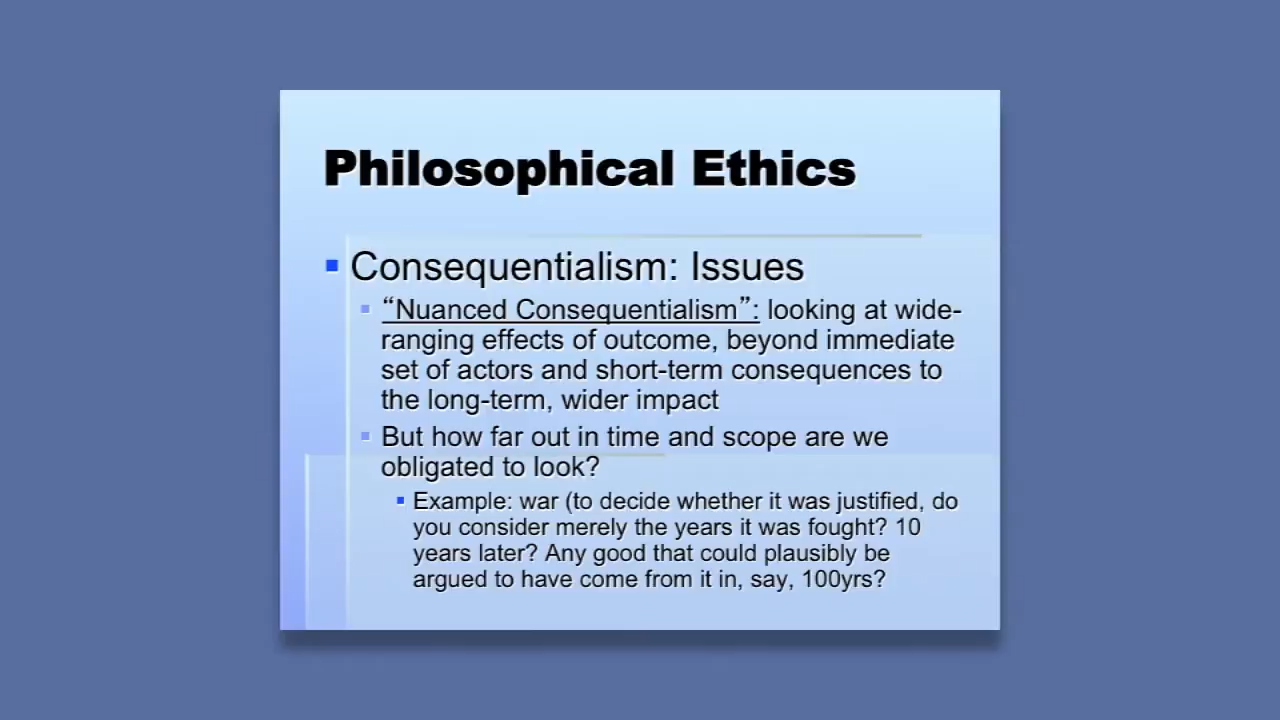 Philosophical Ethics
Consequentialism: Issues
“Nuanced Consequentialism”: looking at wide-
ranging effects of outcome, beyond immediate
set of actors and short-term consequences to
the long-term, wider impact
But how far out in time and scope are we
obligated to look?
Example: war (to decide whether it was justified, do
you consider merely the years it was fought? 10
years later? Any good that could plausibly be
argued to have come from it in, say, 100yrs?